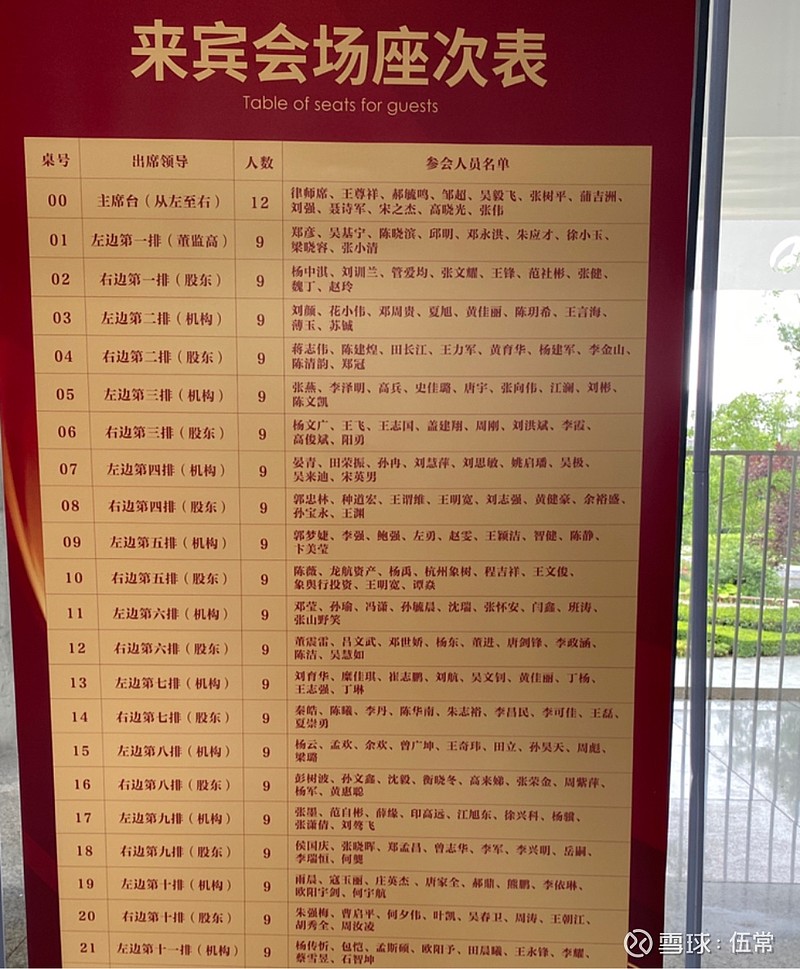 来宾会场座次表
Table of seats for guests
桌号 出席领导 人数 参会人员名单
00 主席台（从左至右） 12 律师席、王尊祥、郝毓鸣、邹超、吴毅飞、张树平、蒲吉洲、
刘强、聂诗军、宋之杰、高晓光、张伟
01 左边第一排（董监高） 9 郑彦、吴基宁、陈晓滨、邱明、邓永洪、朱应才、徐小玉、
梁晓容、张小清
02 右边第一排（股东） 9 杨中淇、刘训兰、管爱均、张文耀、王锋、范社彬、张健、
魏丁、赵玲
03 左边第二排（机构） 9 刘颜、花小伟、邓周贵、夏旭、黄佳丽、陈玥希、王言海、
薄玉、苏铖
04 右边第二排（股东） 9 蒋志伟、陈建煌、田长江、王力军、黄育华、杨建军、李金山、
陈清韵、郑冠
05 左边第三排（机构） 9 张燕、李泽明、高兵、史佳璐、唐宇、张向伟、江澜、刘彬、
陈文凯
06 右边第三排（股东） 9 杨文广、王飞、王志国、盖建翔、周刚、刘洪斌、李霞、
高俊斌、阳勇
07 左边第四排（机构） 9 晏青、田荣振、孙冉、刘慧萍、刘思敏、姚启璠、吴极、
吴来迪、宋英男
08 右边第四排（股东） 9 郭忠林、种道宏、王谓维、王明宽、刘志强、黄健豪、余裕盛、
孙宝永、王渊
09 左边第五排（机构） 9 郭梦婕、李强、鲍强、左勇、赵雯、王颖洁、智健、陈静、
卞美莹
10 右边第五排（股东） 9 陈薇、龙航资产、杨禹、杭州象树、程吉祥、王文俊、
象舆行投资、王明宽、谭焱
11 左边第六排（机构） 9 邓莹、孙瑜、冯潇、孙毓晨、沈瑞、张怀安、闫鑫、班涛、
张山野笑
12 右边第六排（股东） 9 董震雷、吕文武、邓世娇、杨东、董进、唐剑锋、李政涵、
陈洁、吴慧如
13 左边第七排（机构） 9 刘育华、糜佳琪、崔志鹏、刘航、吴文钊、黄佳丽、丁杨、
王志强、丁琳
14 右边第七排（股东） 9 秦皓、陈曦、李丹、陈华南、朱志裕、李昌民、李可佳、王磊、
夏崇勇
15 左边第八排（机构） 9 杨云、孟欢、余欢、曾广坤、王奇玮、田立、孙昊天、周彪、
梁璐
16 右边第八排（股东） 9 彭树波、孙文鑫、沈毅、衡晓冬、高来娣、张荣金、周紫萍、
杨军、黄惠聪
17 左边第九排（机构） 9 张墨、范自彬、薛缘、印高远、江旭东、徐兴科、杨骥、
张潇倩、刘骜飞
18 右边第九排（股东） 9 侯国庆、张晓晖、郑孟昌、曾志华、李军、李兴明、岳嗣、
李瑞恒、何龑
19 左边第十排（机构） 9 雨晨、寇玉丽、庄英杰、唐家全、郝鼎、熊鹏、李依琳、
欧阳宇剑、何宇航
20 右边第十排（股东） 9 朱强梅、曹启平、何夕伟、叶凯、吴春卫、周涛、王朝江、
胡秀全、周汝凌
21 左边第十一排（机构） 9 杨传忻、包恺、孟斯硕、欧阳予、田晨曦、王永锋、李耀、
蔡雪昱、石智坤
雪球：伍常